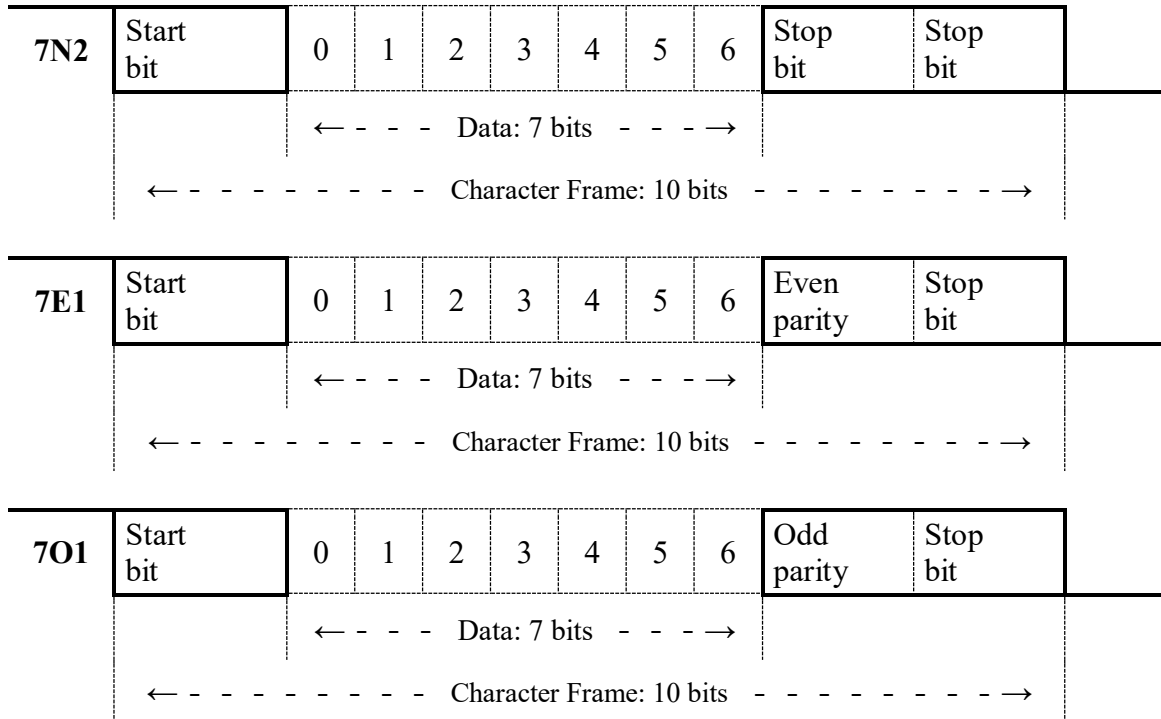 7N2 Start bit 0 1 2 3 4 5 6 Stop bit Stop bit
← - - - Data: 7 bits - - - →
← - - - - - - - - Character Frame: 10 bits - - - - - - - - →
7E1 Start bit 0 1 2 3 4 5 6 Even parity Stop bit
← - - - Data: 7 bits - - - →
← - - - - - - - - Character Frame: 10 bits - - - - - - - - →
7O1 Start bit 0 1 2 3 4 5 6 Odd parity Stop bit
← - - - Data: 7 bits - - - →
← - - - - - - - - Character Frame: 10 bits - - - - - - - - →